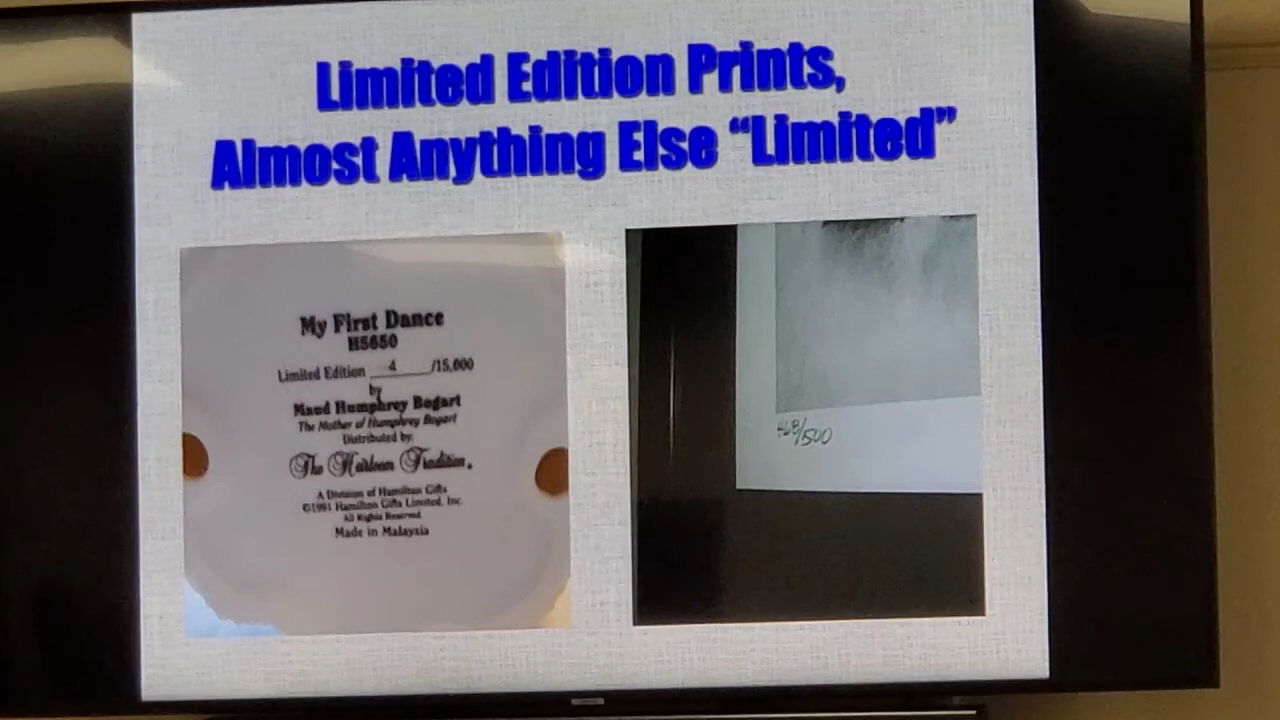 Limited Edition Prints,
Almost Anything Else “Limited”
My First Dance
H5650
Limited Edition 4 /15,000
by
Maud Humphrey Bogart
The Mother of Humphrey Bogart
Distributed by:
The Heirloom Tradition.
A Division of Hamilton Gifts
©1991 Hamilton Gifts Limited, Inc.
All Rights Reserved.
Made in Malaysia
468/500